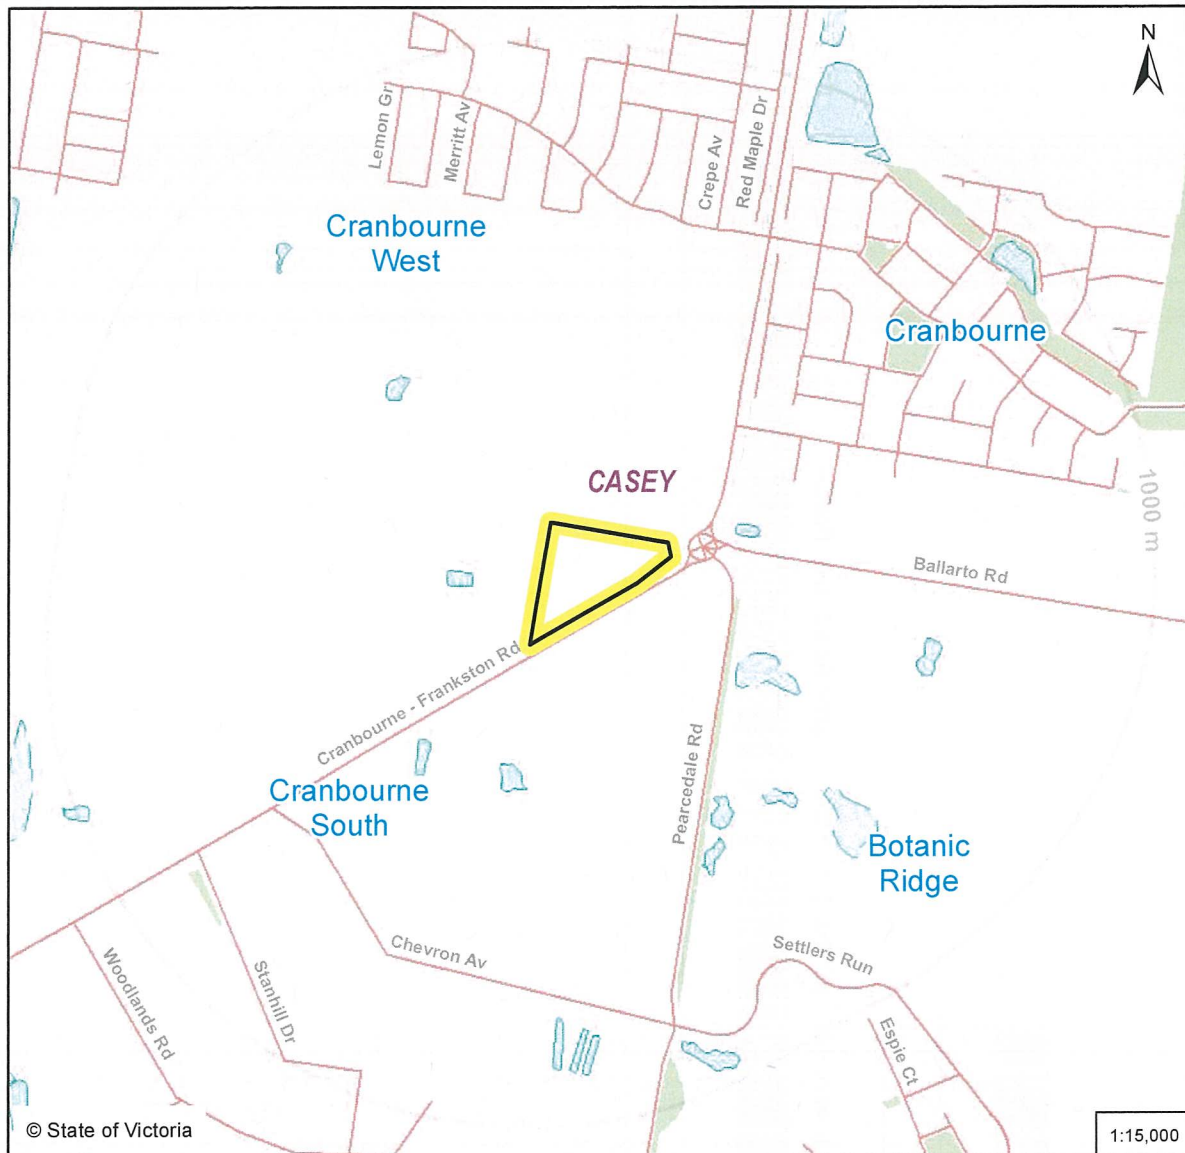 N
Lemon Gr
Merritt Av
Crepe Av
Red Maple Dr
Cranbourne
West
Cranbourne
CASEY
1000 m
Ballarto Rd
Cranbourne - Frankston Rd
Pearcedale Rd
Cranbourne
South
Botanic
Ridge
Chevron Av
Settlers Run
Woodlands Rd
Stanhill Dr
Espie Ct
© State of Victoria
1:15,000